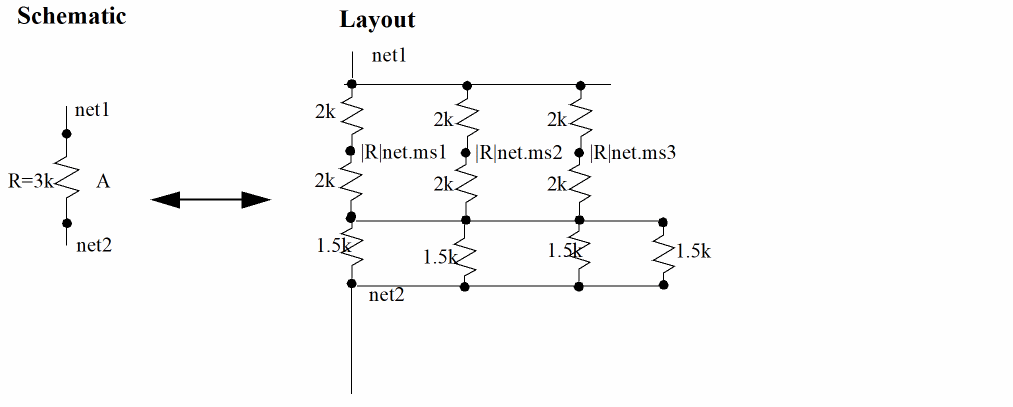 Schematic
Layout
net1
net1
2k
2k
2k
|R|net.ms1
|R|net.ms2
|R|net.ms3
R=3k
A
2k
2k
2k
net2
1.5k
1.5k
1.5k
1.5k
net2